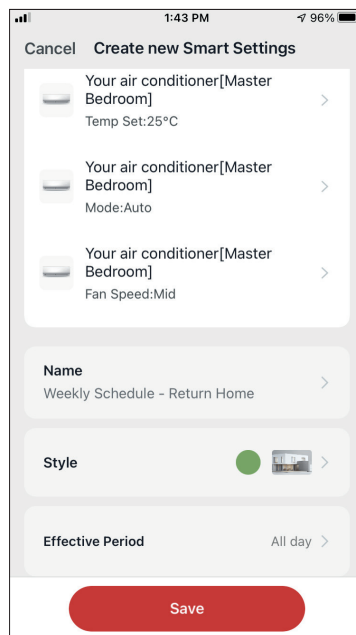 1:43 PM
96%
Cancel Create new Smart Settings
Your air conditioner[Master
Bedroom]
Temp Set:25°C
Your air conditioner[Master
Bedroom]
Mode:Auto
Your air conditioner[Master
Bedroom]
Fan Speed:Mid
Name
Weekly Schedule - Return Home
Style
Effective Period
All day
Save